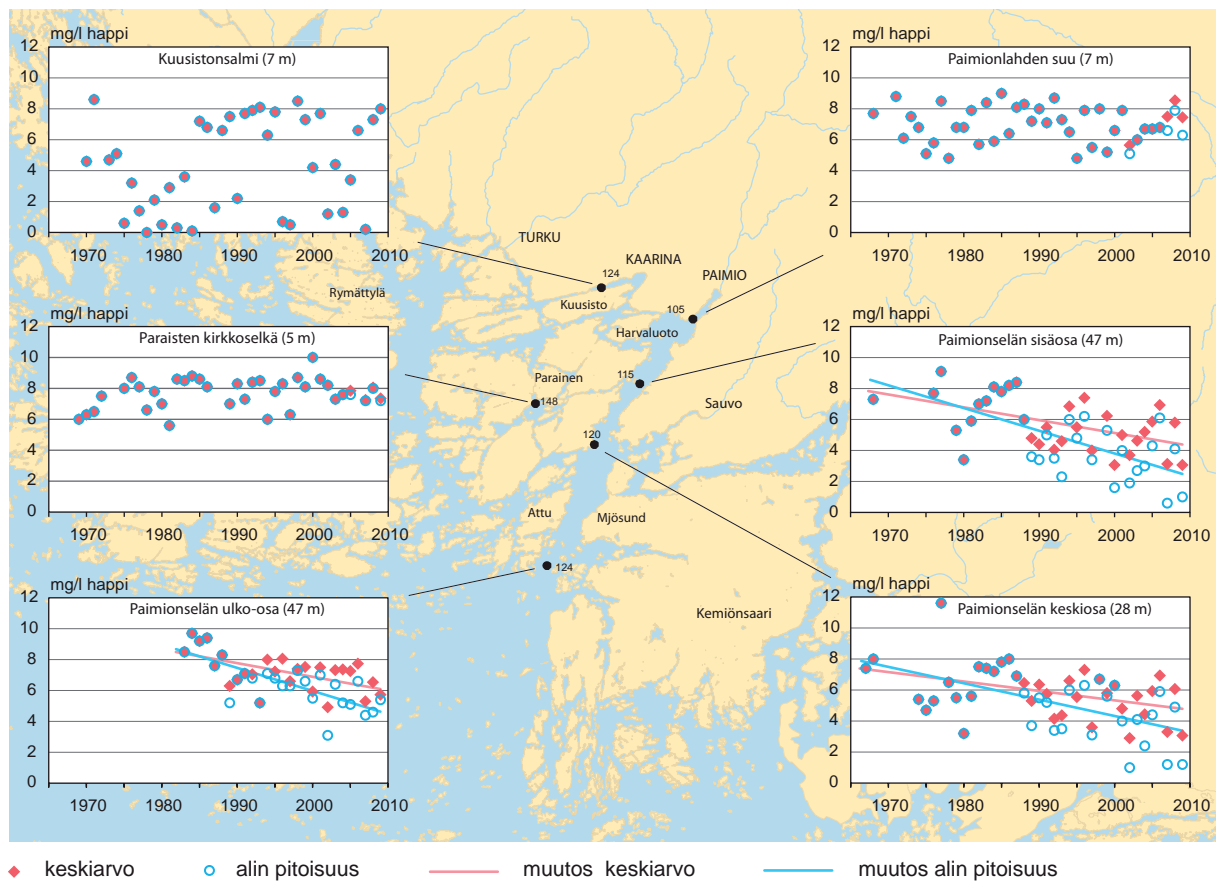 mg/l happi
Kuusistonsalmi (7 m)
12
10
8
6
4
2
0
1970 1980 1990 2000 2010
mg/l happi
Paimionlahden suu (7 m)
12
10
8
6
4
2
0
1970 1980 1990 2000 2010
mg/l happi
Paraisten kirkkoselkä (5 m)
12
10
8
6
4
2
0
1970 1980 1990 2000 2010
mg/l happi
Paimionselän sisäosa (47 m)
12
10
8
6
4
2
0
1970 1980 1990 2000 2010
mg/l happi
Paimionselän ulko-osa (47 m)
12
10
8
6
4
2
0
1970 1980 1990 2000 2010
mg/l happi
Paimionselän keskiosa (28 m)
12
10
8
6
4
2
0
1970 1980 1990 2000 2010
TURKU
KAARINA
PAIMIO
124
Kuusisto
105
Rymättylä
Harvaluoto
Parainen
115
148
Sauvo
120
Attu
Mjösund
124
Kemiönsaari
keskiarvo alin pitoisuus muutos keskiarvo muutos alin pitoisuus